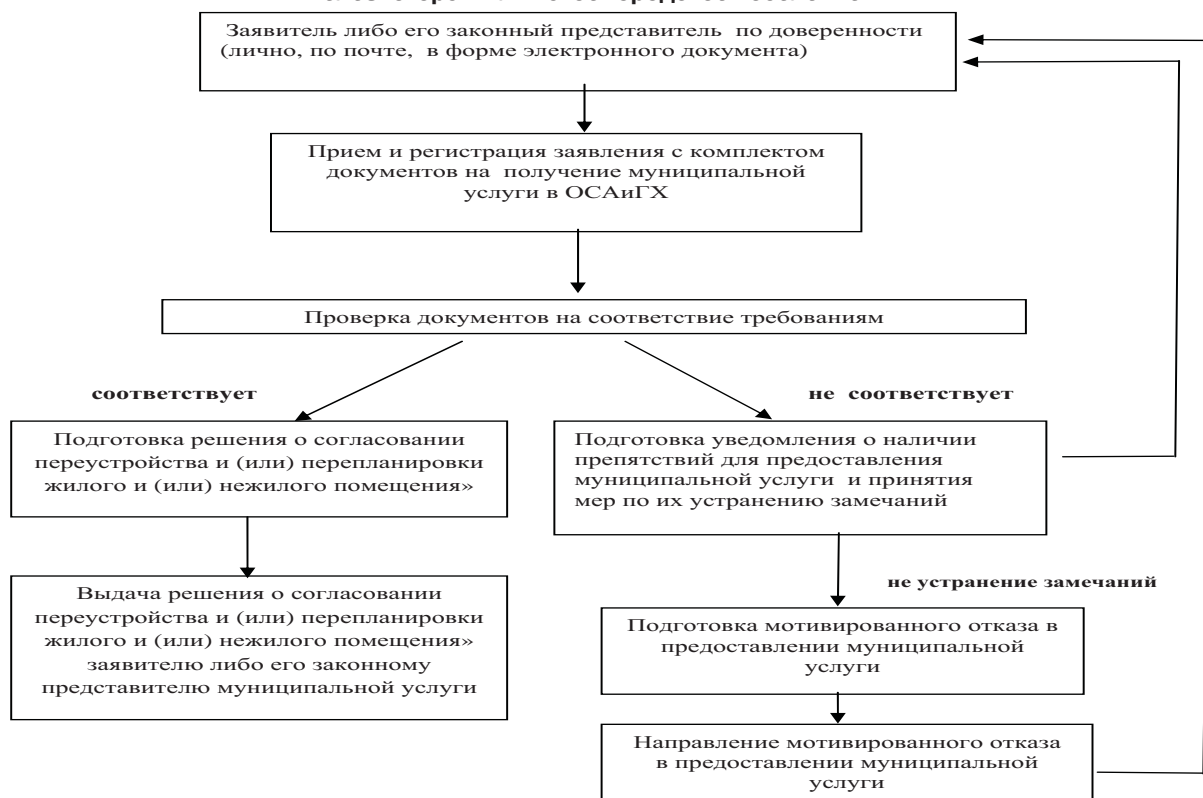 Заявитель либо его законный представитель по доверенности
(лично, по почте, в форме электронного документа)
Прием и регистрация заявления с комплектом
документов на получение муниципальной
услуги в ОСАиГХ
Проверка документов на соответствие требованиям
соответствует
не соответствует
Подготовка решения о согласовании
переустройства и (или) перепланировки
жилого и (или) нежилого помещения»
Подготовка уведомления о наличии
препятствий для предоставления
муниципальной услуги и принятия
мер по их устранению замечаний
Выдача решения о согласовании
переустройства и (или) перепланировки
жилого и (или) нежилого помещения»
заявителю либо его законному
представителю муниципальной услуги
не устранение замечаний
Подготовка мотивированного отказа в
предоставлении муниципальной
услуги
Направление мотивированного отказа
в предоставлении муниципальной
услуги